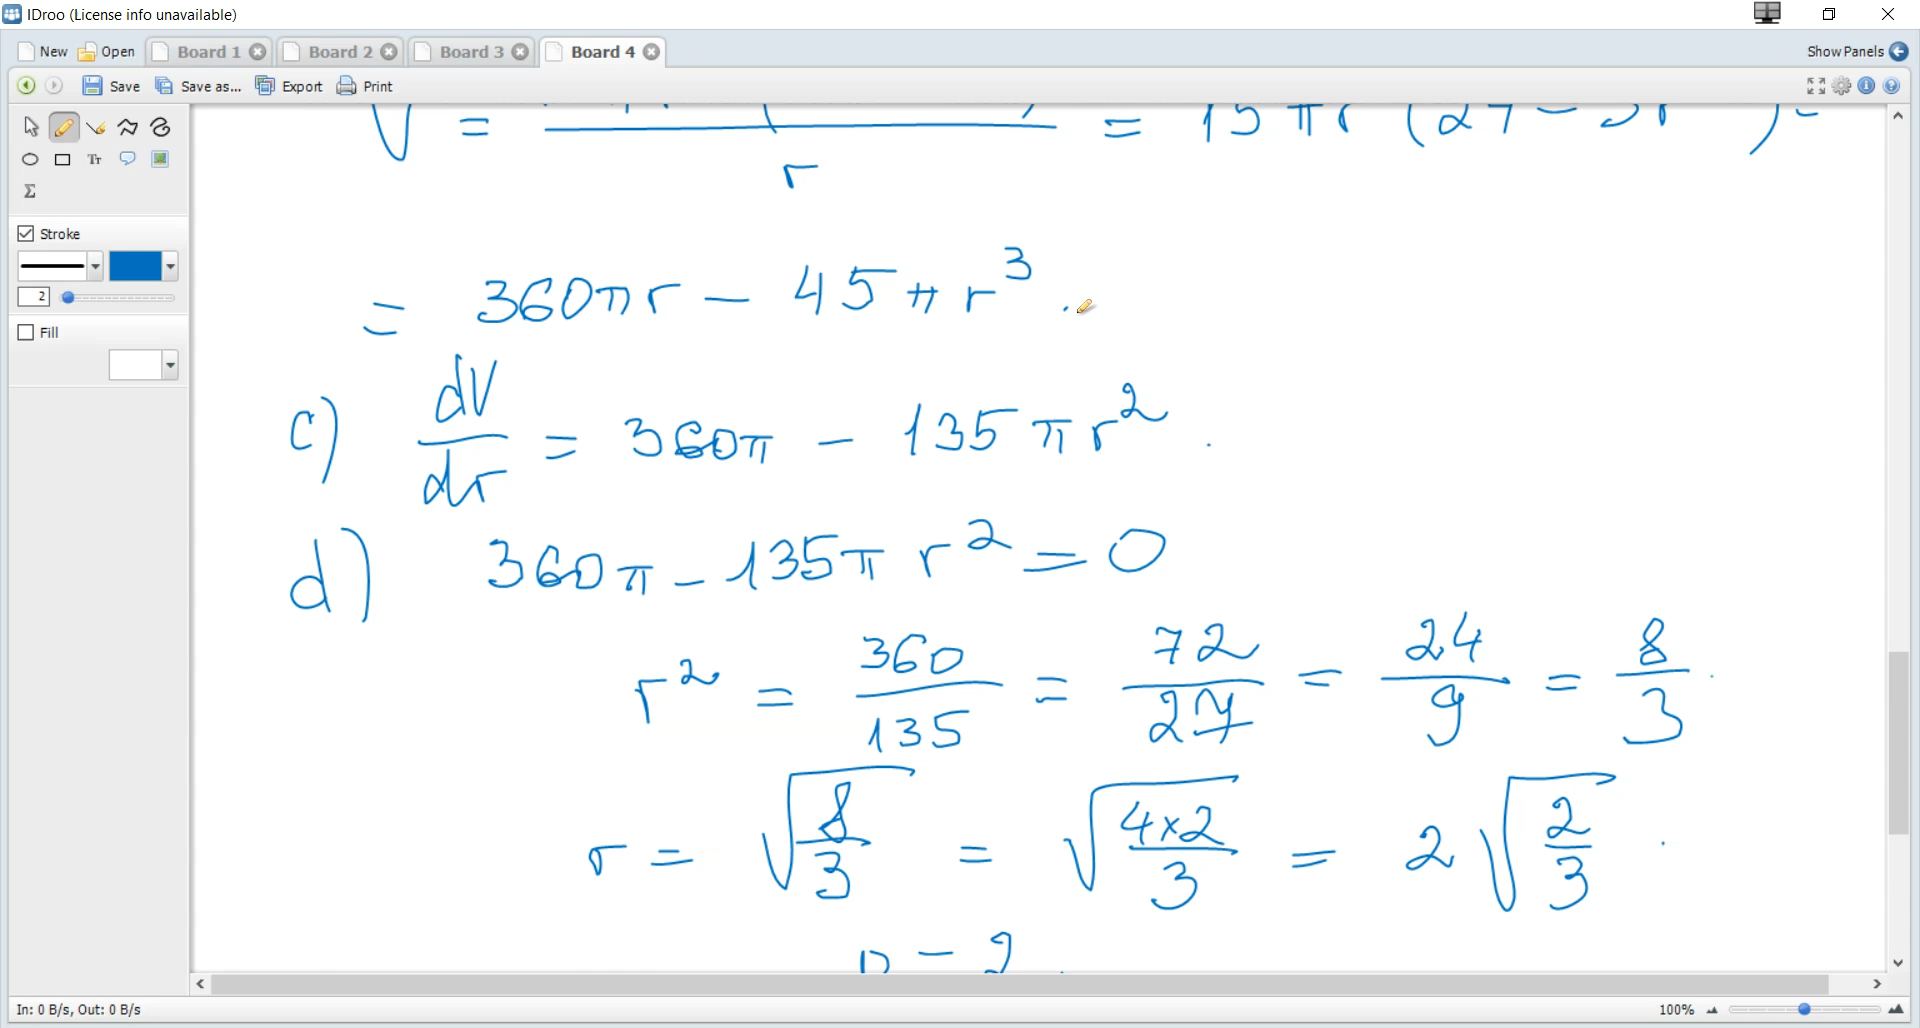 IDroo (License info unavailable)
New Open Board 1 Board 2 Board 3 Board 4 Show Panels
Save Save as... Export Print
Tт
Σ
Stroke
2
Fill
V = / r = 15πr (
= 360πr − 45πr³.
c) dV/dr = 360π − 135πr².
d) 360π − 135πr² = 0
r² = 360/135 = 72/27 = 24/9 = 8/3.
r = √(8/3) = √(4×2/3) = 2√(2/3).
In: 0 B/s, Out: 0 B/s 100%